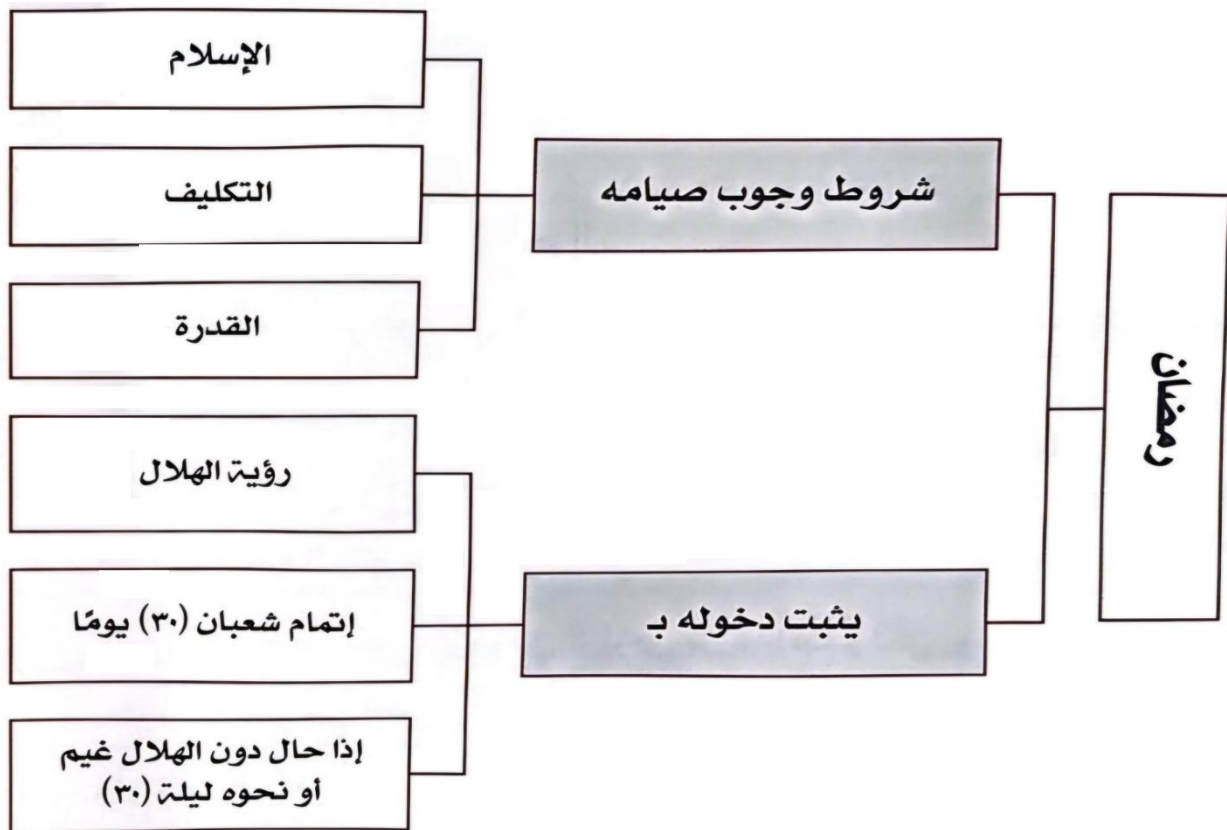 رمضان
شروط وجوب صيامه
الإسلام
التكليف
القدرة
يثبت دخوله بـ
رؤية الهلال
إتمام شعبان (٣٠) يومًا
إذا حال دون الهلال غيم
أو نحوه ليلة (٣٠)